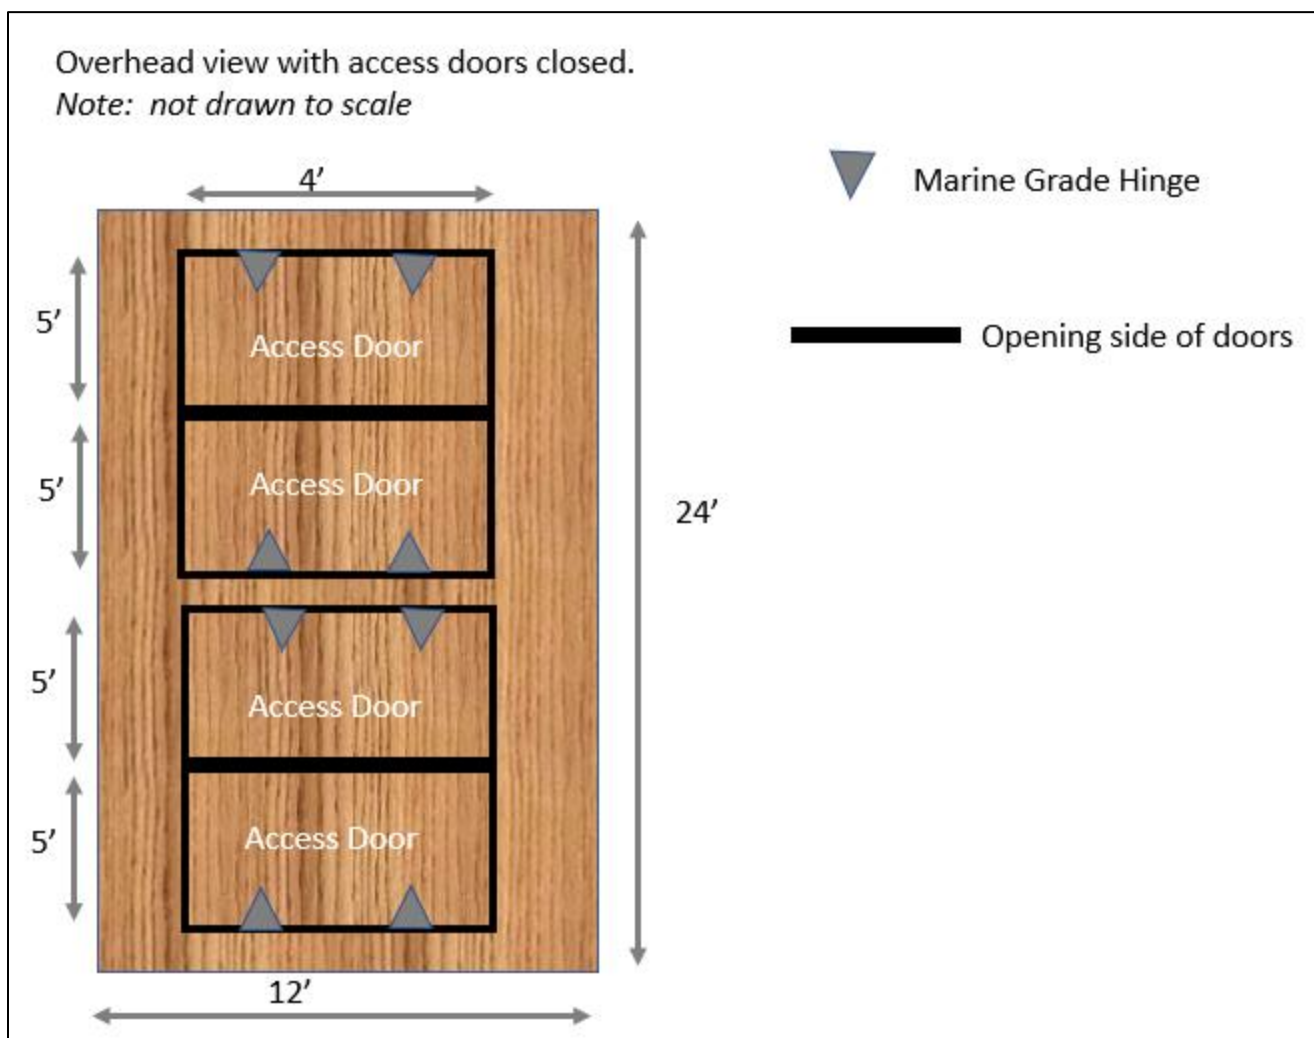 Overhead view with access doors closed.
Note:  not drawn to scale
4’
Marine Grade Hinge
5’
Access Door
Opening side of doors
5’
Access Door
24’
5’
Access Door
5’
Access Door
12’